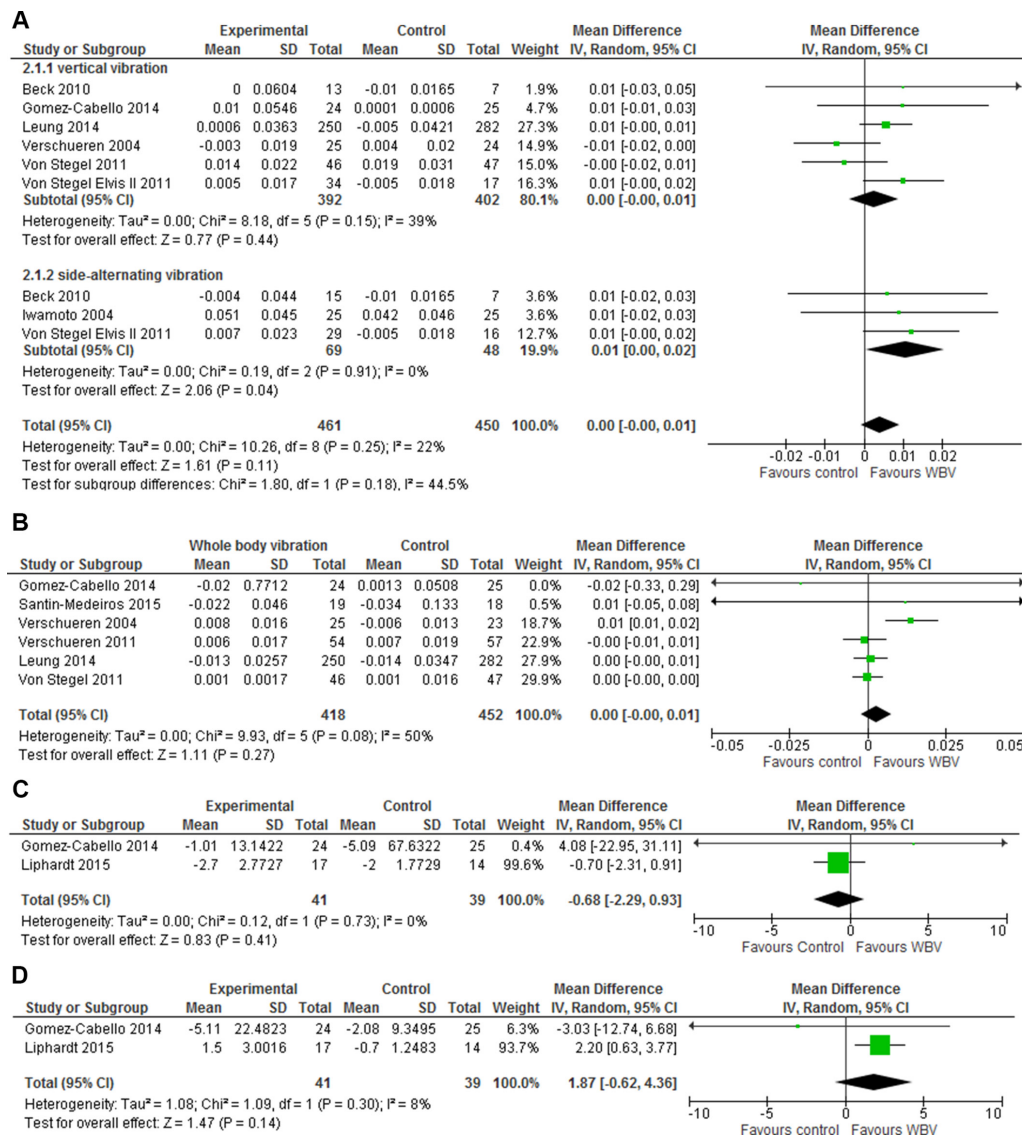 A
Experimental Control Mean Difference Mean Difference
Study or Subgroup Mean SD Total Mean SD Total Weight IV, Random, 95% CI IV, Random, 95% CI
2.1.1 vertical vibration
Beck 2010 0 0.0604 13 -0.01 0.0165 7 1.9% 0.01 [-0.03, 0.05]
Gomez-Cabello 2014 0.01 0.0546 24 0.0001 0.0006 25 4.7% 0.01 [-0.01, 0.03]
Leung 2014 0.0006 0.0363 250 -0.005 0.0421 282 27.3% 0.01 [-0.00, 0.01]
Verschueren 2004 -0.003 0.019 25 0.004 0.02 24 14.9% -0.01 [-0.02, 0.00]
Von Stegel 2011 0.014 0.022 46 0.019 0.031 47 15.0% -0.00 [-0.02, 0.01]
Von Stegel Elvis II 2011 0.005 0.017 34 -0.005 0.018 17 16.3% 0.01 [-0.00, 0.02]
Subtotal (95% CI) 392 402 80.1% 0.00 [-0.00, 0.01]
Heterogeneity: Tau² = 0.00; Chi² = 8.18, df = 5 (P = 0.15); I² = 39%
Test for overall effect: Z = 0.77 (P = 0.44)
2.1.2 side-alternating vibration
Beck 2010 -0.004 0.044 15 -0.01 0.0165 7 3.6% 0.01 [-0.02, 0.03]
Iwamoto 2004 0.051 0.045 25 0.042 0.046 25 3.6% 0.01 [-0.02, 0.03]
Von Stegel Elvis II 2011 0.007 0.023 29 -0.005 0.018 16 12.7% 0.01 [-0.00, 0.02]
Subtotal (95% CI) 69 48 19.9% 0.01 [0.00, 0.02]
Heterogeneity: Tau² = 0.00; Chi² = 0.19, df = 2 (P = 0.91); I² = 0%
Test for overall effect: Z = 2.06 (P = 0.04)
Total (95% CI) 461 450 100.0% 0.00 [-0.00, 0.01]
Heterogeneity: Tau² = 0.00; Chi² = 10.26, df = 8 (P = 0.25); I² = 22%
Test for overall effect: Z = 1.61 (P = 0.11)
Test for subgroup differences: Chi² = 1.80, df = 1 (P = 0.18), I² = 44.5%
-0.02 -0.01 0 0.01 0.02
Favours control Favours WBV
B
Whole body vibration Control Mean Difference Mean Difference
Study or Subgroup Mean SD Total Mean SD Total Weight IV, Random, 95% CI IV, Random, 95% CI
Gomez-Cabello 2014 -0.02 0.7712 24 0.0013 0.0508 25 0.0% -0.02 [-0.33, 0.29]
Santin-Medeiros 2015 -0.022 0.046 19 -0.034 0.133 18 0.5% 0.01 [-0.05, 0.08]
Verschueren 2004 0.008 0.016 25 -0.006 0.013 23 18.7% 0.01 [0.01, 0.02]
Verschueren 2011 0.006 0.017 54 0.007 0.019 57 22.9% -0.00 [-0.01, 0.01]
Leung 2014 -0.013 0.0257 250 -0.014 0.0347 282 27.9% 0.00 [-0.00, 0.01]
Von Stegel 2011 0.001 0.0017 46 0.001 0.016 47 29.9% 0.00 [-0.00, 0.00]
Total (95% CI) 418 452 100.0% 0.00 [-0.00, 0.01]
Heterogeneity: Tau² = 0.00; Chi² = 9.93, df = 5 (P = 0.08); I² = 50%
Test for overall effect: Z = 1.11 (P = 0.27)
-0.05 -0.025 0 0.025 0.05
Favours control Favours WBV
C
Experimental Control Mean Difference Mean Difference
Study or Subgroup Mean SD Total Mean SD Total Weight IV, Random, 95% CI IV, Random, 95% CI
Gomez-Cabello 2014 -1.01 13.1422 24 -5.09 67.6322 25 0.4% 4.08 [-22.95, 31.11]
Liphardt 2015 -2.7 2.7727 17 -2 1.7729 14 99.6% -0.70 [-2.31, 0.91]
Total (95% CI) 41 39 100.0% -0.68 [-2.29, 0.93]
Heterogeneity: Tau² = 0.00; Chi² = 0.12, df = 1 (P = 0.73); I² = 0%
Test for overall effect: Z = 0.83 (P = 0.41)
-10 -5 0 5 10
Favours Control Favours WBV
D
Experimental Control Mean Difference Mean Difference
Study or Subgroup Mean SD Total Mean SD Total Weight IV, Random, 95% CI IV, Random, 95% CI
Gomez-Cabello 2014 -5.11 22.4823 24 -2.08 9.3495 25 6.3% -3.03 [-12.74, 6.68]
Liphardt 2015 1.5 3.0016 17 -0.7 1.2483 14 93.7% 2.20 [0.63, 3.77]
Total (95% CI) 41 39 100.0% 1.87 [-0.62, 4.36]
Heterogeneity: Tau² = 1.08; Chi² = 1.09, df = 1 (P = 0.30); I² = 8%
Test for overall effect: Z = 1.47 (P = 0.14)
-10 -5 0 5 10
Favours control Favours WBV